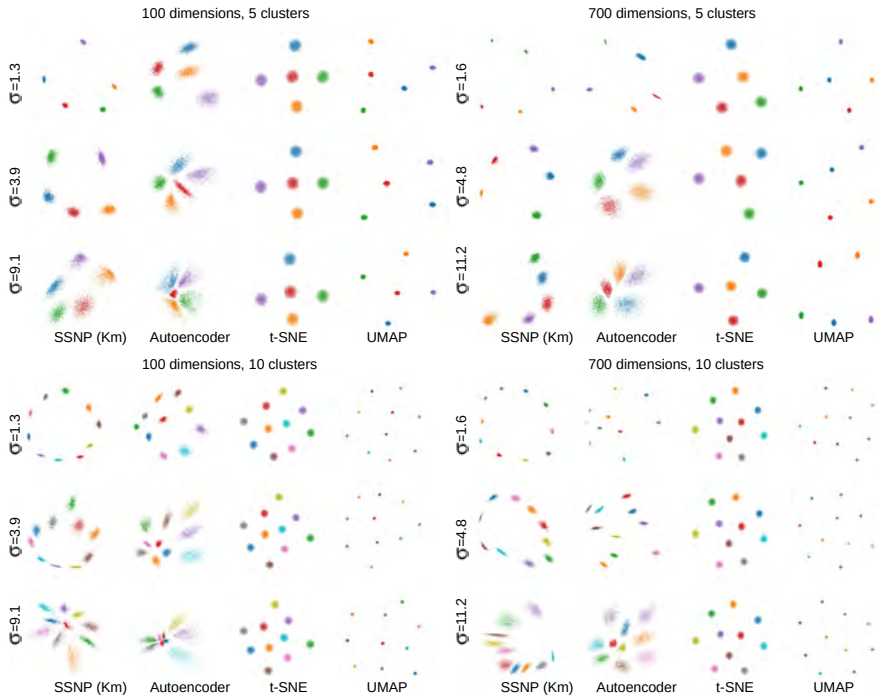 100 dimensions, 5 clusters
σ=1.3
σ=3.9
σ=9.1
SSNP (Km) Autoencoder t-SNE UMAP
700 dimensions, 5 clusters
σ=1.6
σ=4.8
σ=11.2
SSNP (Km) Autoencoder t-SNE UMAP
100 dimensions, 10 clusters
σ=1.3
σ=3.9
σ=9.1
SSNP (Km) Autoencoder t-SNE UMAP
700 dimensions, 10 clusters
σ=1.6
σ=4.8
σ=11.2
SSNP (Km) Autoencoder t-SNE UMAP